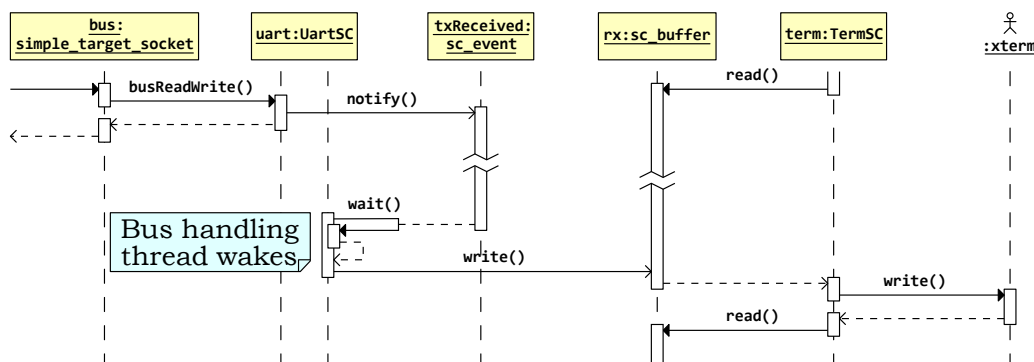 bus:
simple_target_socket
uart:UartSC
txReceived:
sc_event
rx:sc_buffer
term:TermSC
:xterm
read()
busReadWrite()
notify()
wait()
Bus handling
thread wakes
write()
write()
read()